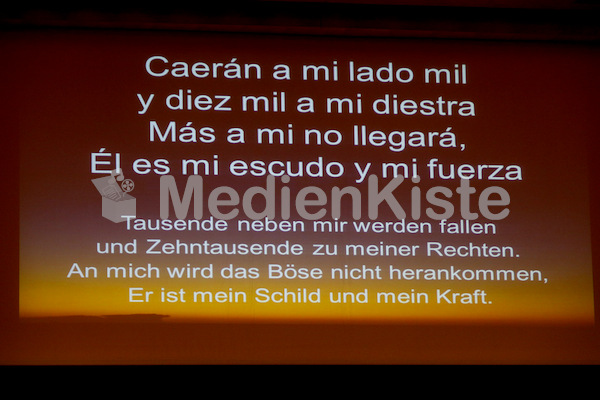 Caerán a mi lado mil
y diez mil a mi diestra
Más a mi no llegará,
Él es mi escudo y mi fuerza
MedienKiste
Tausende neben mir werden fallen
und Zehntausende zu meiner Rechten.
An mich wird das Böse nicht herankommen,
Er ist mein Schild und mein Kraft.